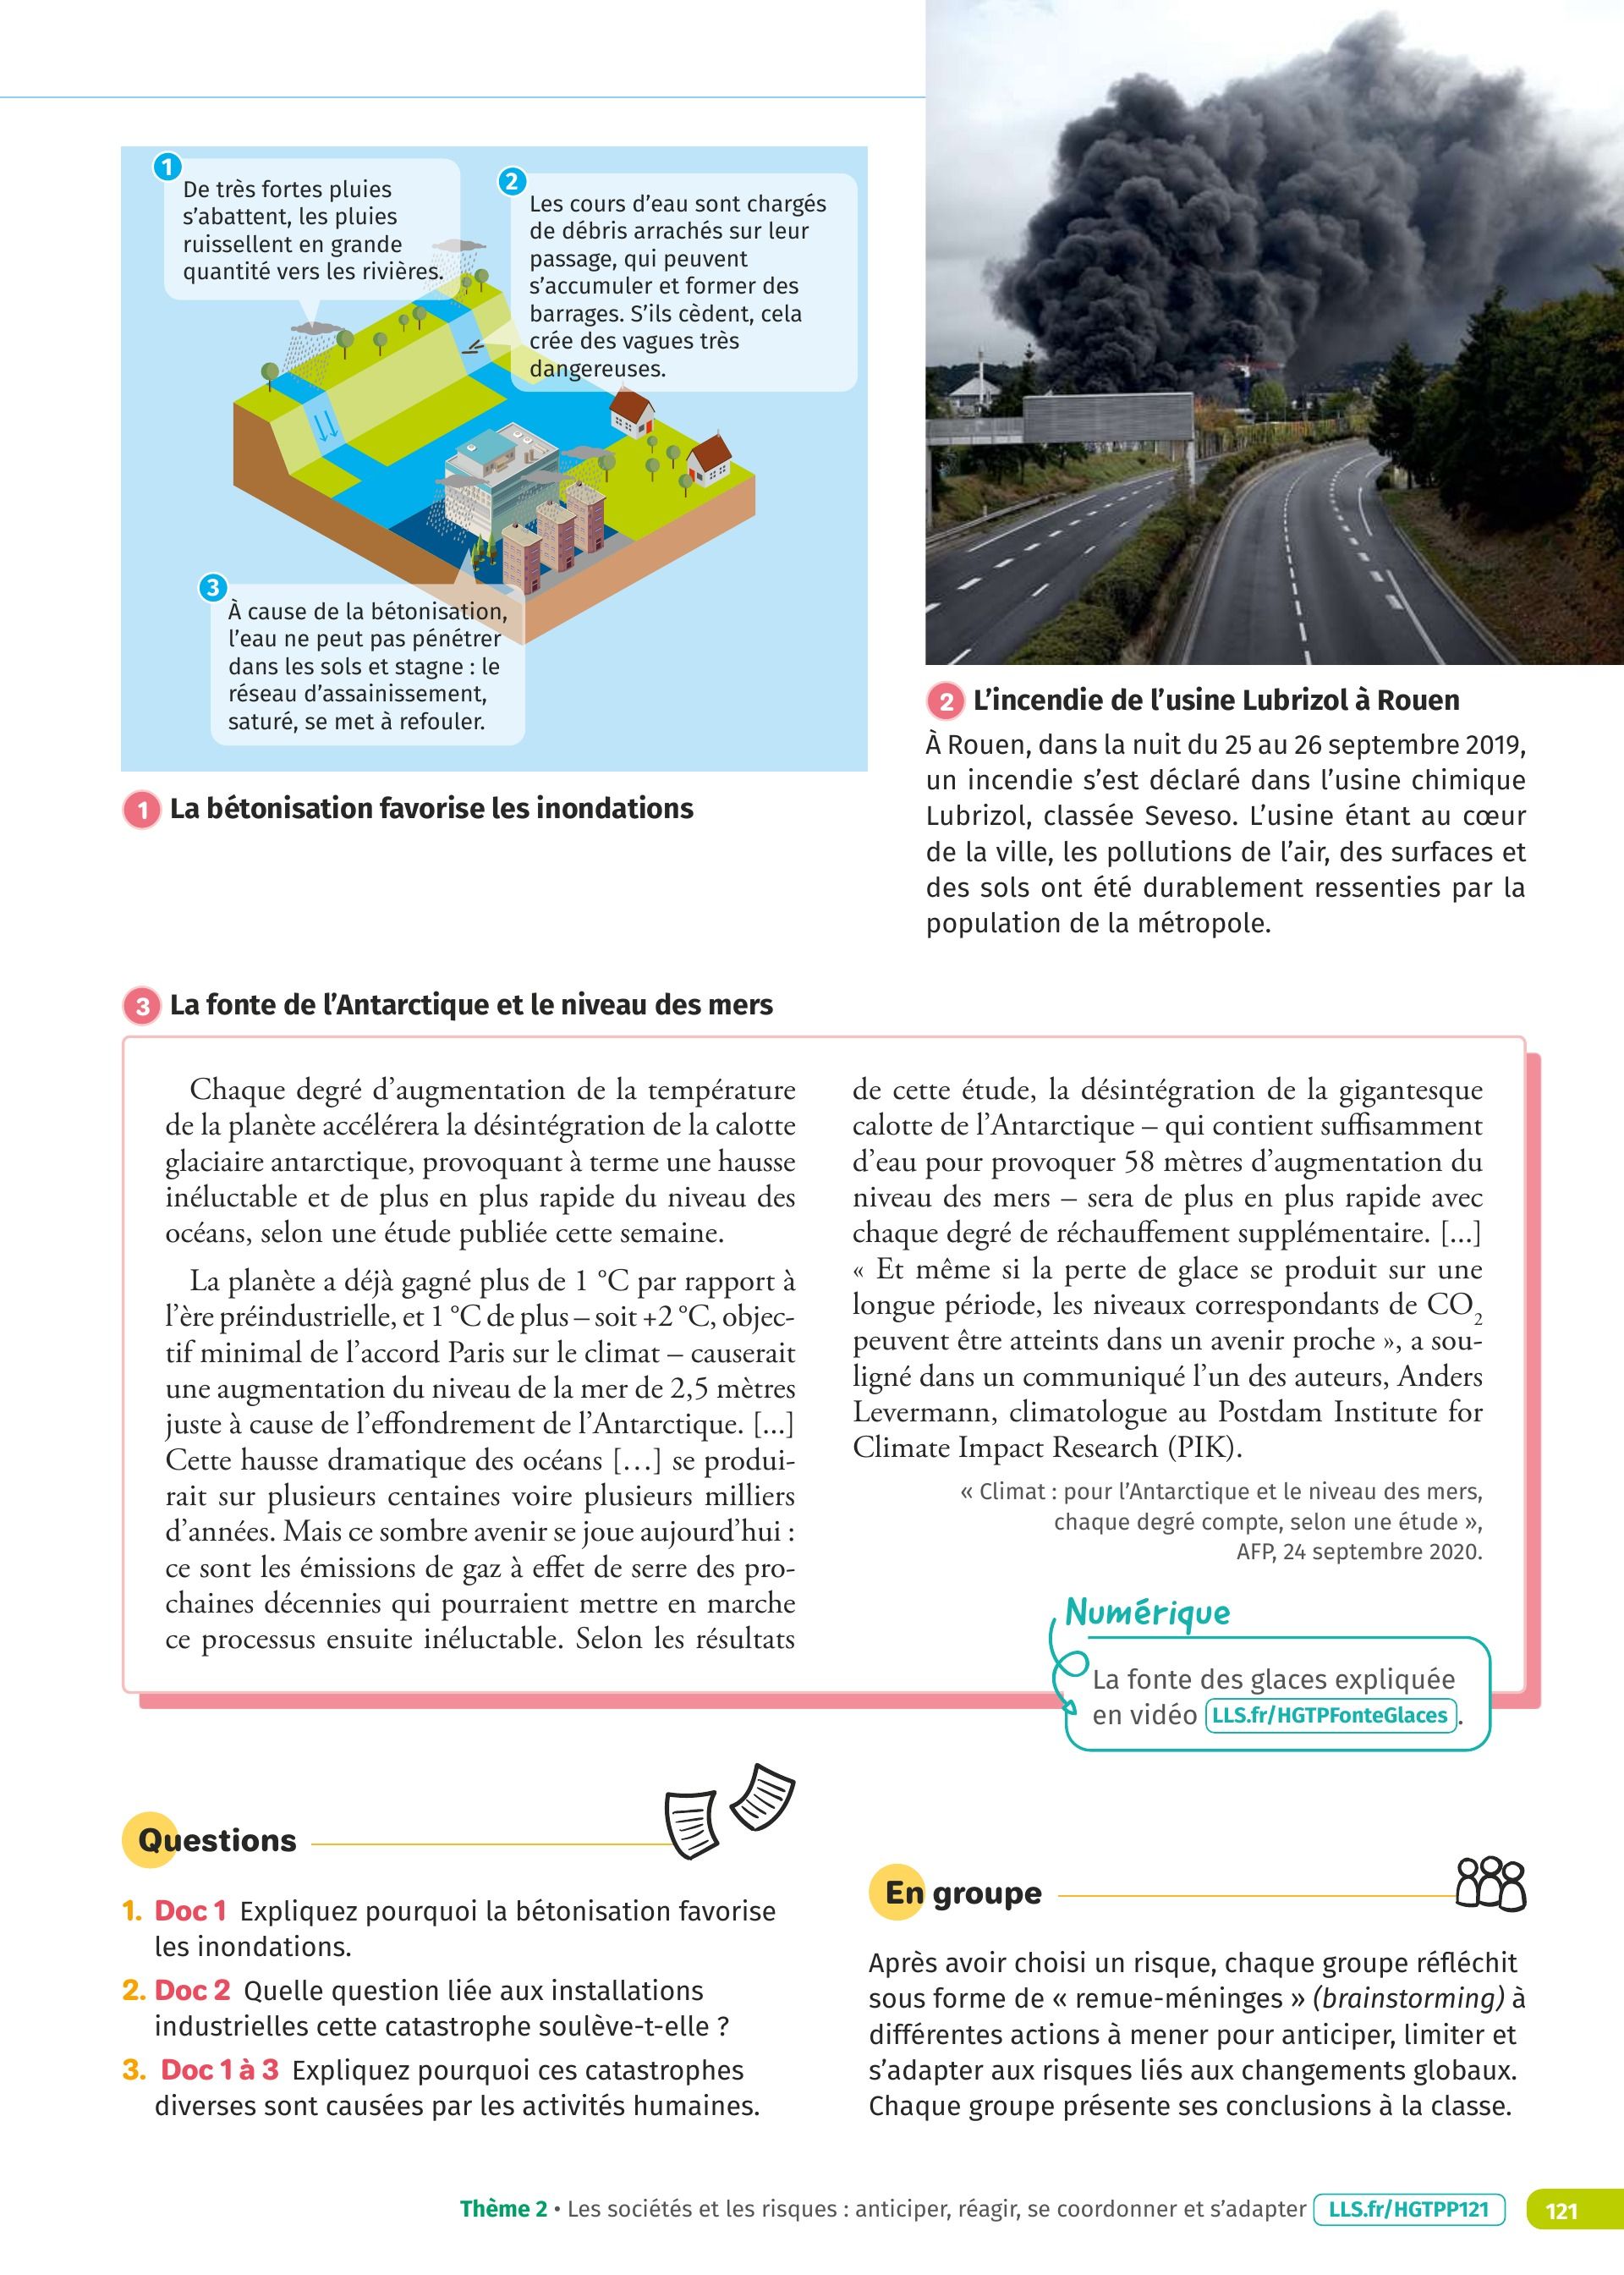 1
De très fortes pluies
s’abattent, les pluies
ruissellent en grande
quantité vers les rivières.
2
Les cours d’eau sont chargés
de débris arrachés sur leur
passage, qui peuvent
s’accumuler et former des
barrages. S’ils cèdent, cela
crée des vagues très
dangereuses.
3
À cause de la bétonisation,
l’eau ne peut pas pénétrer
dans les sols et stagne : le
réseau d’assainissement,
saturé, se met à refouler.
1 La bétonisation favorise les inondations
2 L’incendie de l’usine Lubrizol à Rouen
À Rouen, dans la nuit du 25 au 26 septembre 2019,
un incendie s’est déclaré dans l’usine chimique
Lubrizol, classée Seveso. L’usine étant au cœur
de la ville, les pollutions de l’air, des surfaces et
des sols ont été durablement ressenties par la
population de la métropole.
3 La fonte de l’Antarctique et le niveau des mers
Chaque degré d’augmentation de la température
de la planète accélérera la désintégration de la calotte
glaciaire antarctique, provoquant à terme une hausse
inéluctable et de plus en plus rapide du niveau des
océans, selon une étude publiée cette semaine.
La planète a déjà gagné plus de 1 °C par rapport à
l’ère préindustrielle, et 1 °C de plus – soit +2 °C, objec-
tif minimal de l’accord Paris sur le climat – causerait
une augmentation du niveau de la mer de 2,5 mètres
juste à cause de l’effondrement de l’Antarctique. [...]
Cette hausse dramatique des océans […] se produi-
rait sur plusieurs centaines voire plusieurs milliers
d’années. Mais ce sombre avenir se joue aujourd’hui :
ce sont les émissions de gaz à effet de serre des pro-
chaines décennies qui pourraient mettre en marche
ce processus ensuite inéluctable. Selon les résultats
de cette étude, la désintégration de la gigantesque
calotte de l’Antarctique – qui contient suffisamment
d’eau pour provoquer 58 mètres d’augmentation du
niveau des mers – sera de plus en plus rapide avec
chaque degré de réchauffement supplémentaire. [...]
« Et même si la perte de glace se produit sur une
longue période, les niveaux correspondants de CO₂
peuvent être atteints dans un avenir proche », a sou-
ligné dans un communiqué l’un des auteurs, Anders
Levermann, climatologue au Postdam Institute for
Climate Impact Research (PIK).
« Climat : pour l’Antarctique et le niveau des mers,
chaque degré compte, selon une étude »,
AFP, 24 septembre 2020.
Numérique
La fonte des glaces expliquée
en vidéo LLS.fr/HGTPFonteGlaces .
Questions
1. Doc 1 Expliquez pourquoi la bétonisation favorise
les inondations.
2. Doc 2 Quelle question liée aux installations
industrielles cette catastrophe soulève-t-elle ?
3. Doc 1 à 3 Expliquez pourquoi ces catastrophes
diverses sont causées par les activités humaines.
En groupe
Après avoir choisi un risque, chaque groupe réfléchit
sous forme de « remue-méninges » (brainstorming) à
différentes actions à mener pour anticiper, limiter et
s’adapter aux risques liés aux changements globaux.
Chaque groupe présente ses conclusions à la classe.
Thème 2 • Les sociétés et les risques : anticiper, réagir, se coordonner et s’adapter LLS.fr/HGTPP121 121